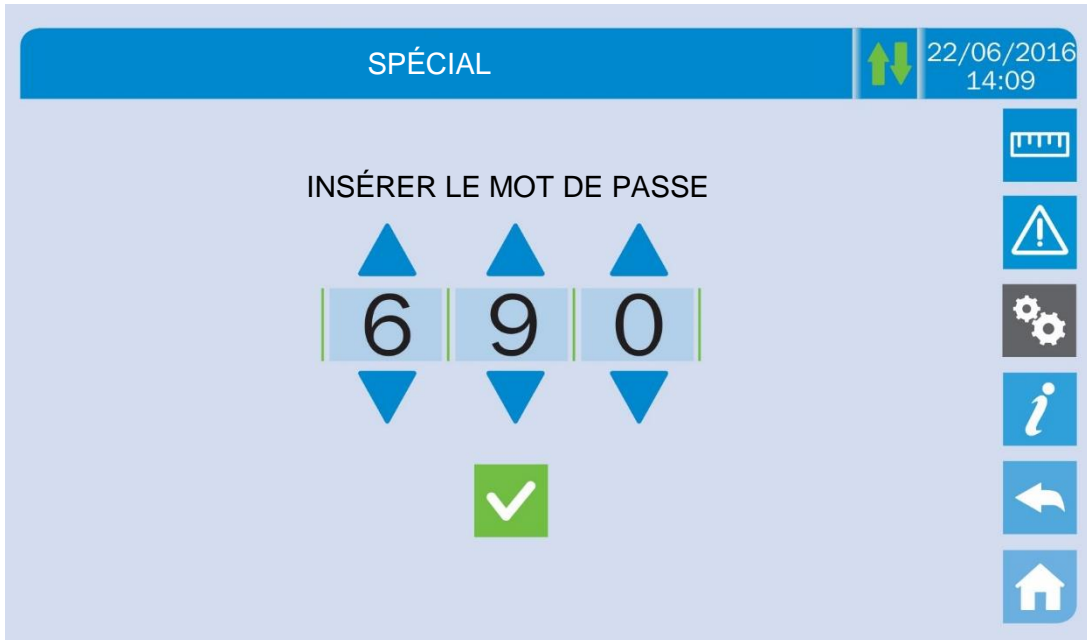 SPÉCIAL
22/06/2016
14:09
INSÉRER LE MOT DE PASSE
6 9 0
i